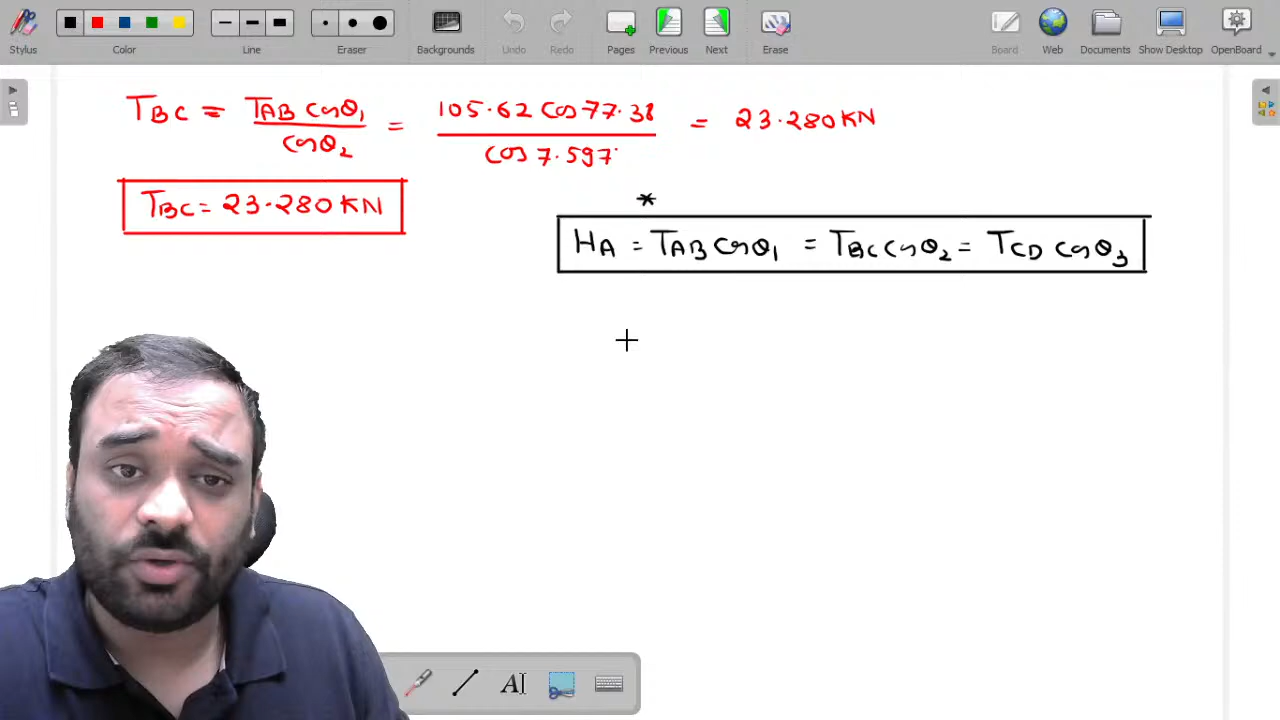 Stylus Color Line Eraser Backgrounds Undo Redo Pages Previous Next Erase Board Web Documents Show Desktop OpenBoard
TBC = TAB cosθ1 / cosθ2 = 105.62 cos 77.38 / cos 7.597 = 23.280 KN
TBC = 23.280 KN
*
HA = TAB cosθ1 = TBC cosθ2 = TCD cosθ3